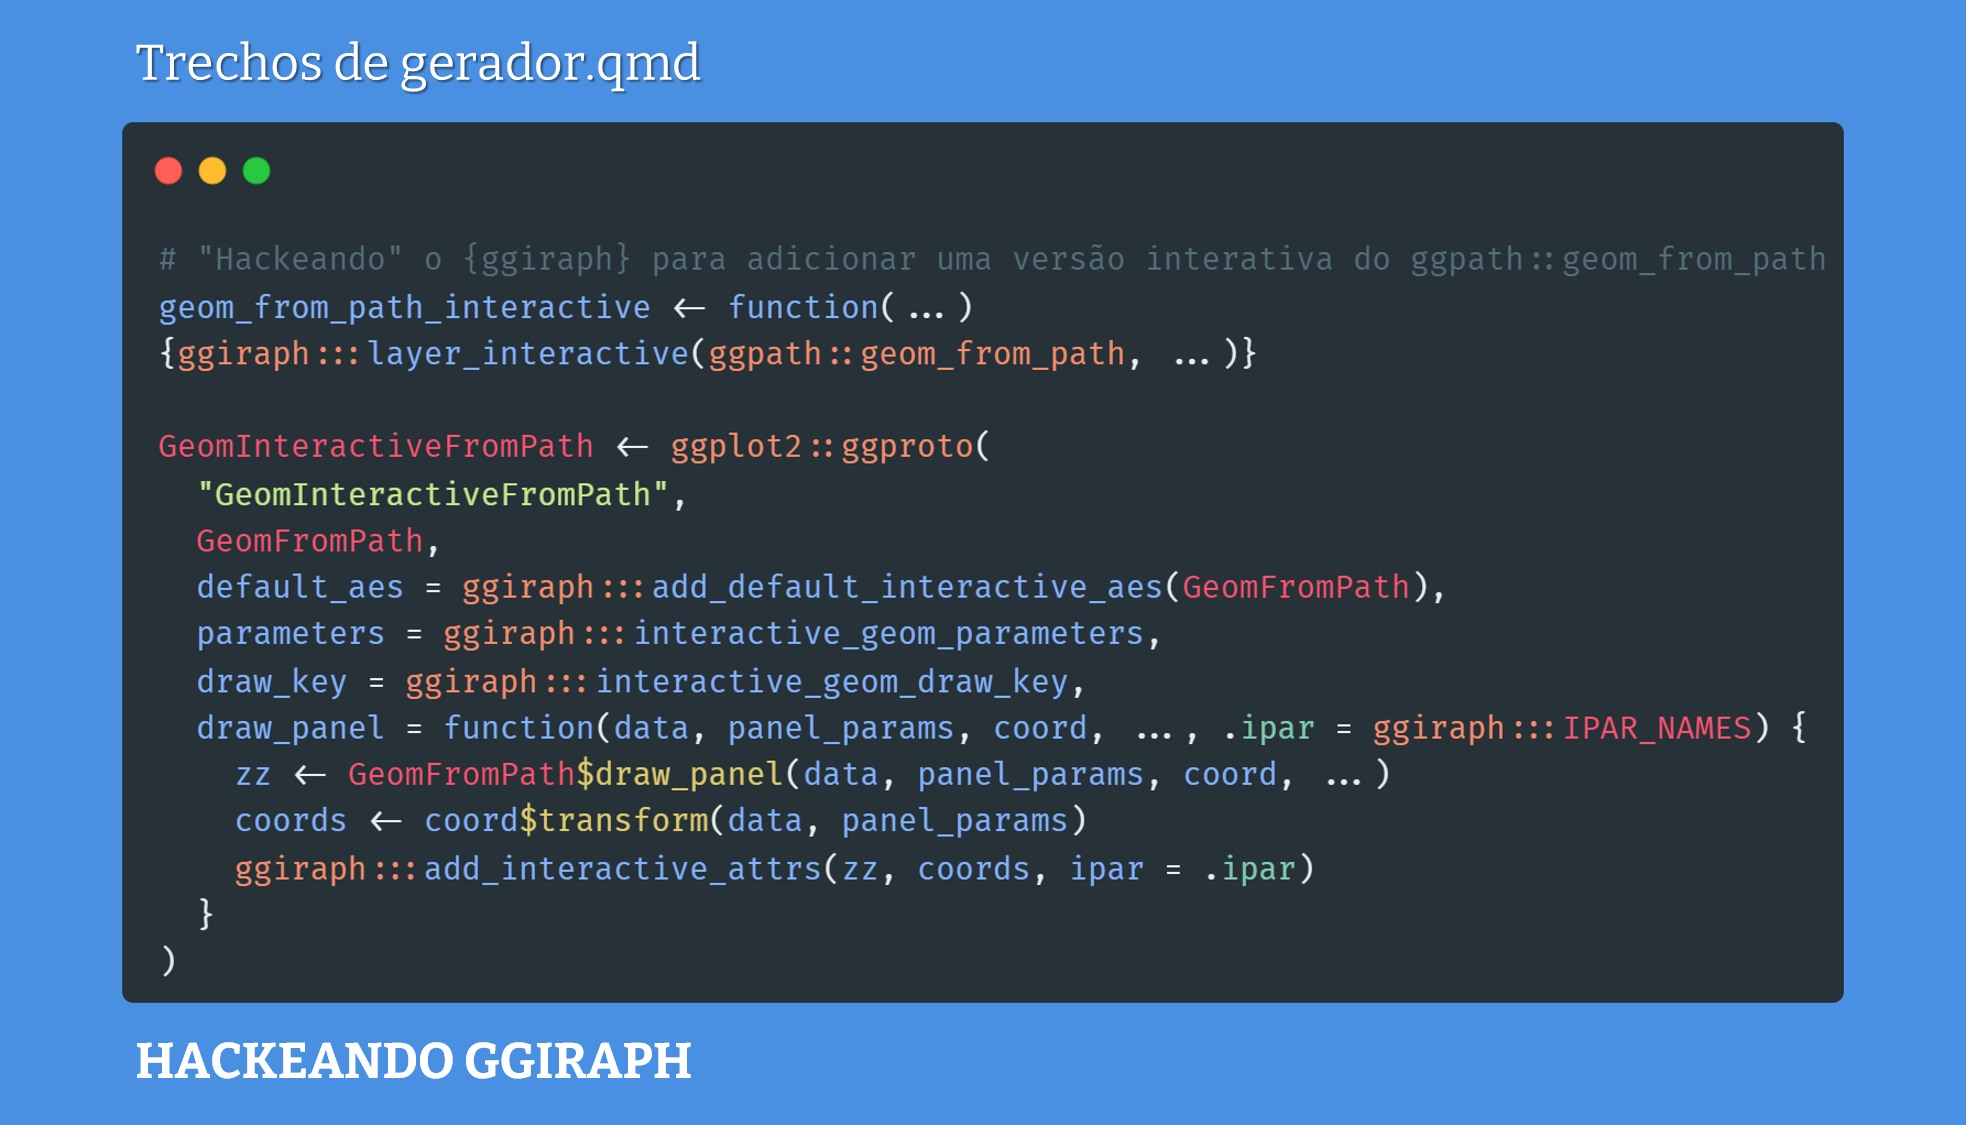 Trechos de gerador.qmd
# "Hackeando" o {ggiraph} para adicionar uma versão interativa do ggpath::geom_from_path
geom_from_path_interactive <- function(...)
{ggiraph:::layer_interactive(ggpath::geom_from_path, ...)}
GeomInteractiveFromPath <- ggplot2::ggproto(
  "GeomInteractiveFromPath",
  GeomFromPath,
  default_aes = ggiraph:::add_default_interactive_aes(GeomFromPath),
  parameters = ggiraph:::interactive_geom_parameters,
  draw_key = ggiraph:::interactive_geom_draw_key,
  draw_panel = function(data, panel_params, coord, ..., .ipar = ggiraph:::IPAR_NAMES) {
    zz <- GeomFromPath$draw_panel(data, panel_params, coord, ...)
    coords <- coord$transform(data, panel_params)
    ggiraph:::add_interactive_attrs(zz, coords, ipar = .ipar)
  }
)
HACKEANDO GGIRAPH